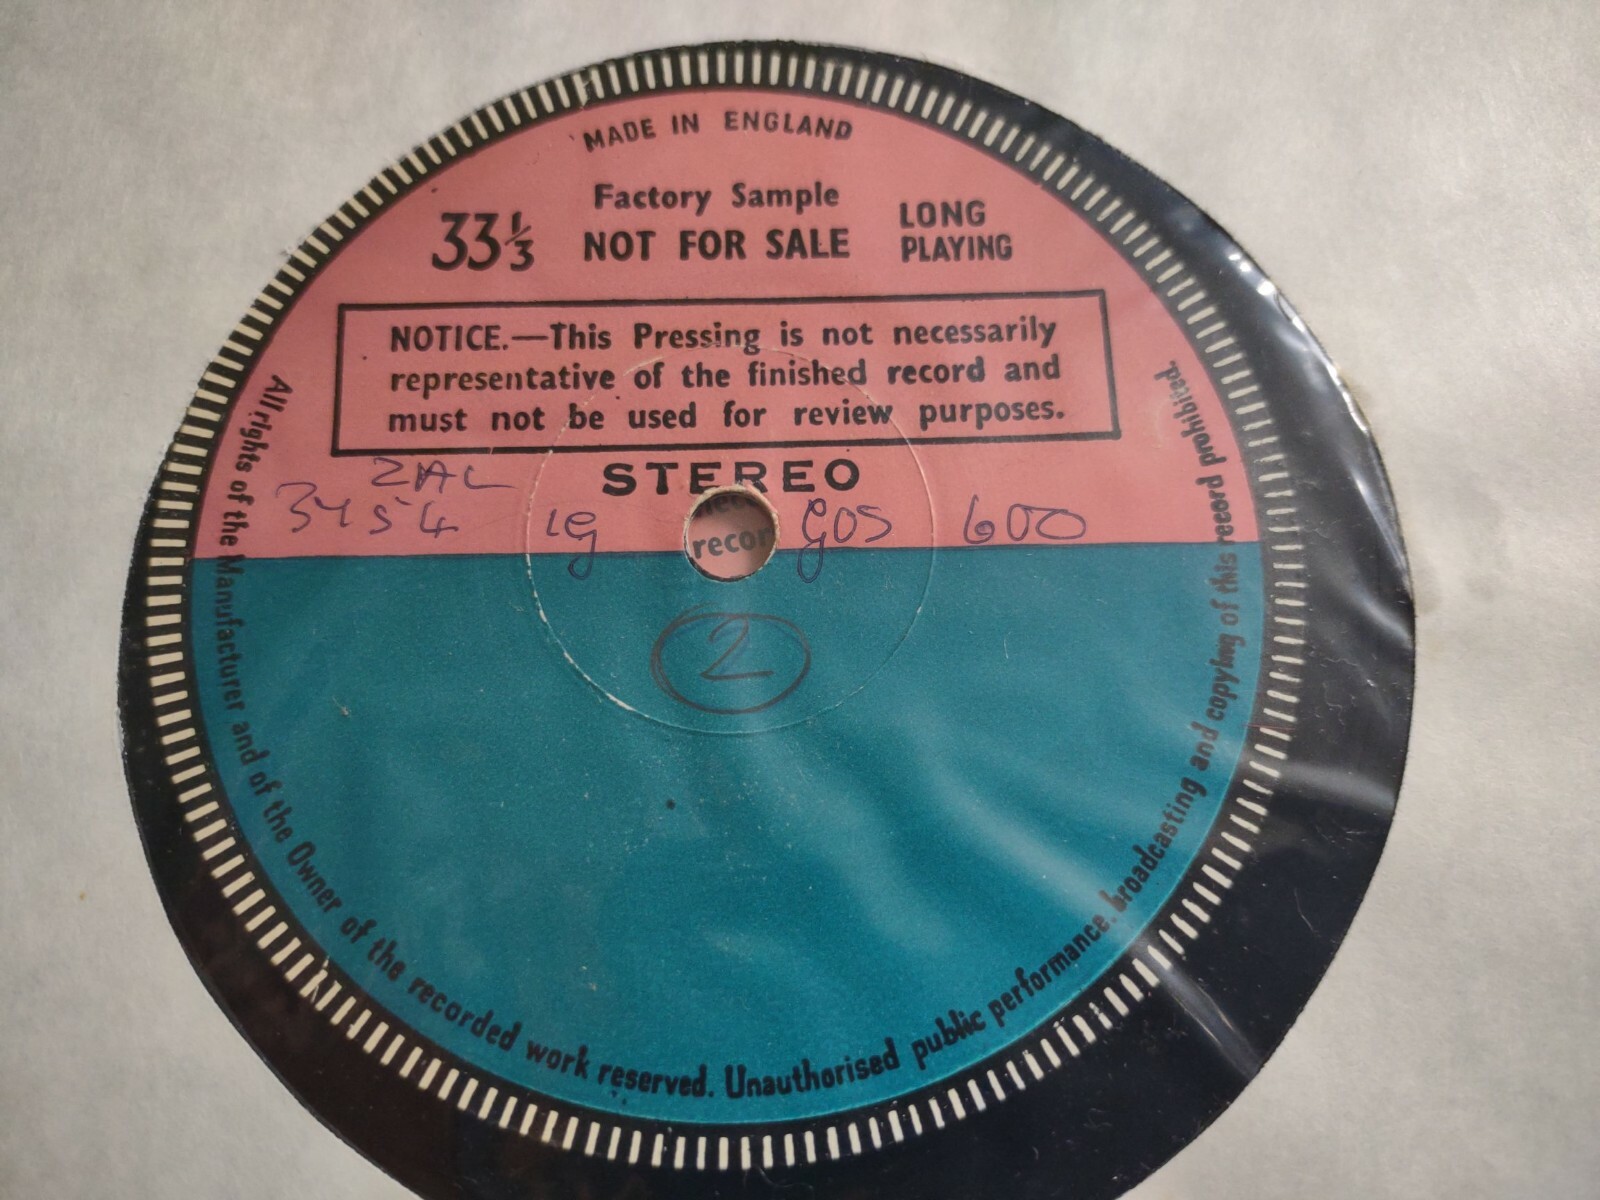 MADE IN ENGLAND
Factory Sample
33⅓ NOT FOR SALE LONG PLAYING
NOTICE.—This Pressing is not necessarily
representative of the finished record and
must not be used for review purposes.
STEREO
ZAL
3454 1G GOS 600
recor
2
All rights of the Manufacturer and of the Owner of the recorded work reserved. Unauthorised public performance, broadcasting and copying of this record prohibited.